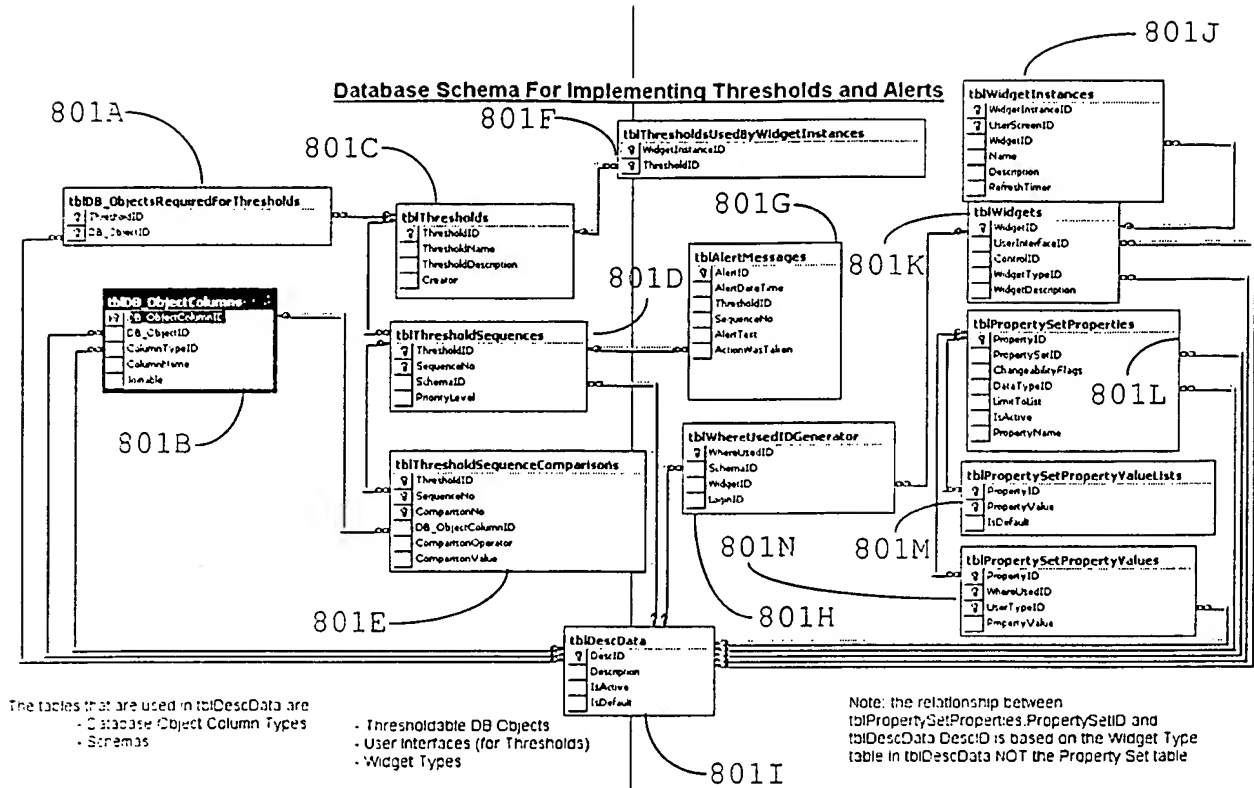 801J
Database Schema For Implementing Thresholds and Alerts
801A
801F
801C
tblWidgetInstances
WidgetInstanceID
UserScreenID
WidgetID
Name
Description
RefreshTimer
tblThresholdsUsedByWidgetInstances
WidgetInstanceID
ThresholdID
tblDB_ObjectsRequiredForThresholds
ThresholdID
DB_ObjectID
tblThresholds
ThresholdID
ThresholdName
ThresholdDescription
Creator
801G
801K
tblWidgets
WidgetID
UserInterfaceID
ControlID
WidgetTypeID
WidgetDescription
801D
tblAlertMessages
AlertID
AlertDateTime
ThresholdID
SequenceNo
AlertText
ActionWasTaken
tblDB_ObjectColumns
DB_ObjectColumnID
DB_ObjectID
ColumnTypeID
ColumnName
Joinable
801B
tblThresholdSequences
ThresholdID
SequenceNo
SchemaID
PriorityLevel
tblPropertySetProperties
PropertyID
PropertySetID
ChangeabilityFlags
DataTypeID
LimitToList
IsActive
PropertyName
801L
tblWhereUsedIDGenerator
WhereUsedID
SchemaID
WidgetID
LoginID
tblThresholdSequenceComparisons
ThresholdID
SequenceNo
ComparisonNo
DB_ObjectColumnID
ComparisonOperator
ComparisonValue
tblPropertySetPropertyValueLists
PropertyID
PropertyValue
IsDefault
801M
801N
tblPropertySetPropertyValues
PropertyID
WhereUsedID
UserTypeID
PropertyValue
801E
801H
tblDescData
DescID
Description
IsActive
IsDefault
801I
The tables that are used in tblDescData are
- Database Object Column Types
- Schemas
- Thresholdable DB Objects
- User Interfaces (for Thresholds)
- Widget Types
Note: the relationship between
tblPropertySetProperties.PropertySetID and
tblDescData DescID is based on the Widget Type
table in tblDescData NOT the Property Set table